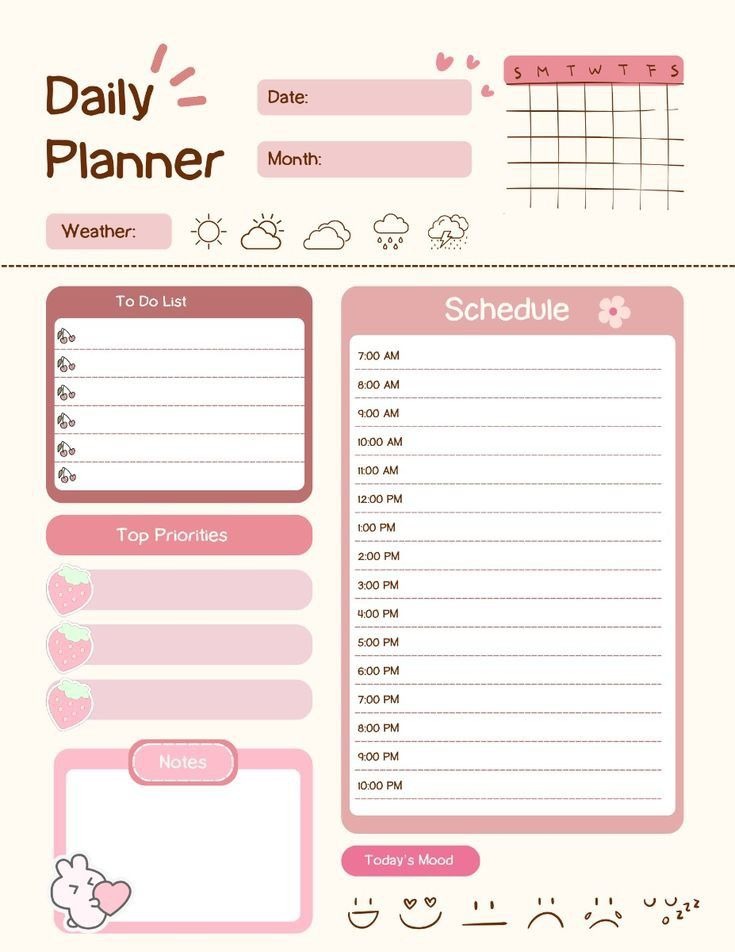 Daily
Planner
Date:
Month:
S M T W T F S
Weather:
To Do List
Top Priorities
Notes
Schedule
7:00 AM
8:00 AM
9:00 AM
10:00 AM
11:00 AM
12:00 PM
1:00 PM
2:00 PM
3:00 PM
4:00 PM
5:00 PM
6:00 PM
7:00 PM
8:00 PM
9:00 PM
10:00 PM
Today's Mood
zzz